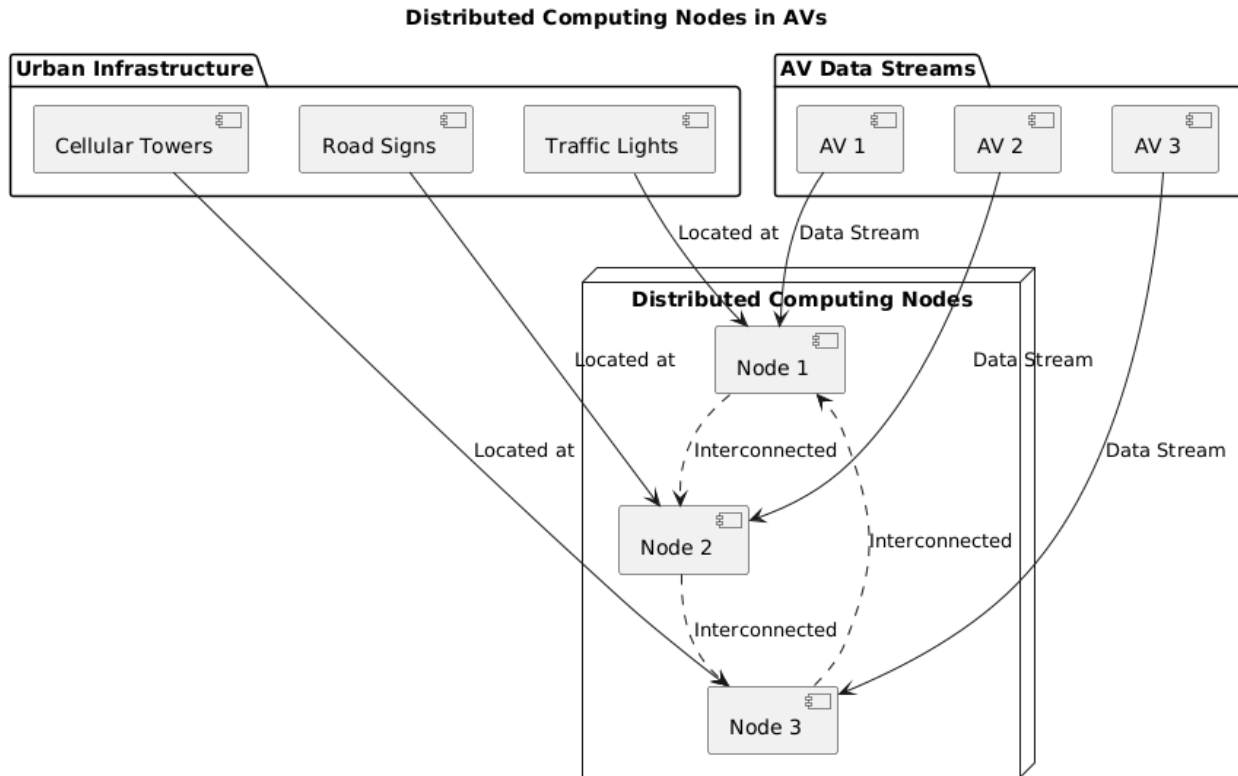 Distributed Computing Nodes in AVs
Urban Infrastructure
AV Data Streams
Cellular Towers
Road Signs
Traffic Lights
AV 1
AV 2
AV 3
Located at
Data Stream
Distributed Computing Nodes
Node 1
Located at
Data Stream
Located at
Interconnected
Data Stream
Node 2
Interconnected
Interconnected
Node 3